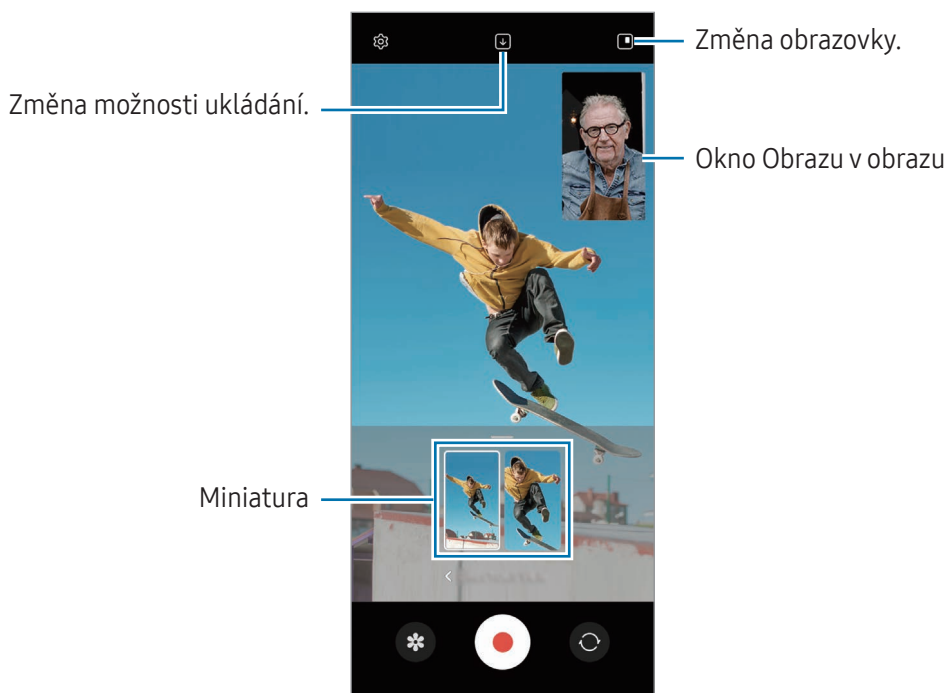 Změna obrazovky.
Změna možnosti ukládání.
Okno Obrazu v obrazu
Miniatura